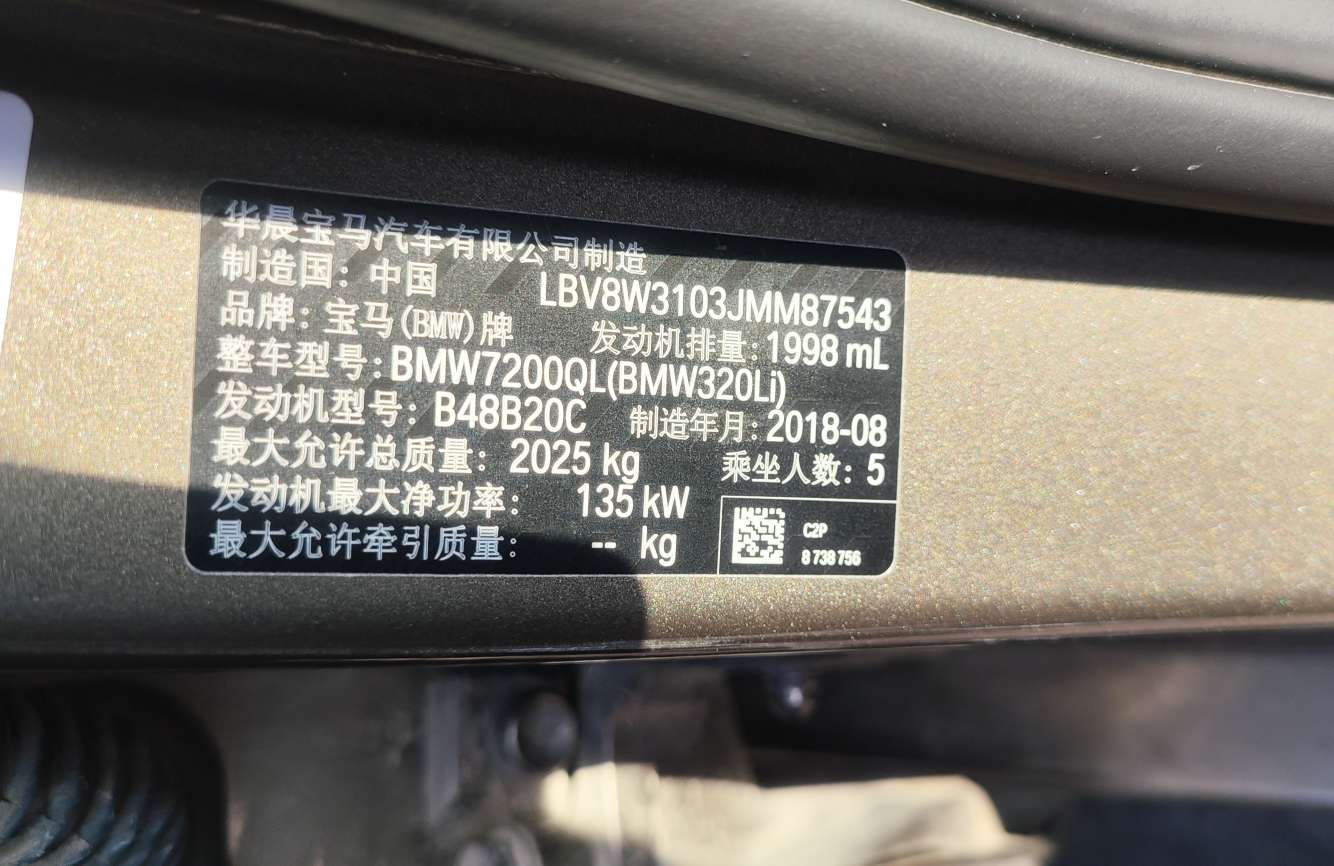 华晨宝马汽车有限公司制造
制造国：中国
LBV8W3103JMM87543
品牌：宝马(BMW)牌
发动机排量：1998 mL
整车型号：BMW7200QL(BMW320Li)
发动机型号：B48B20C
制造年月：2018-08
最大允许总质量：2025 kg
乘坐人数：5
发动机最大净功率：135 kW
最大允许牵引质量：-- kg
C2P
8 738 756